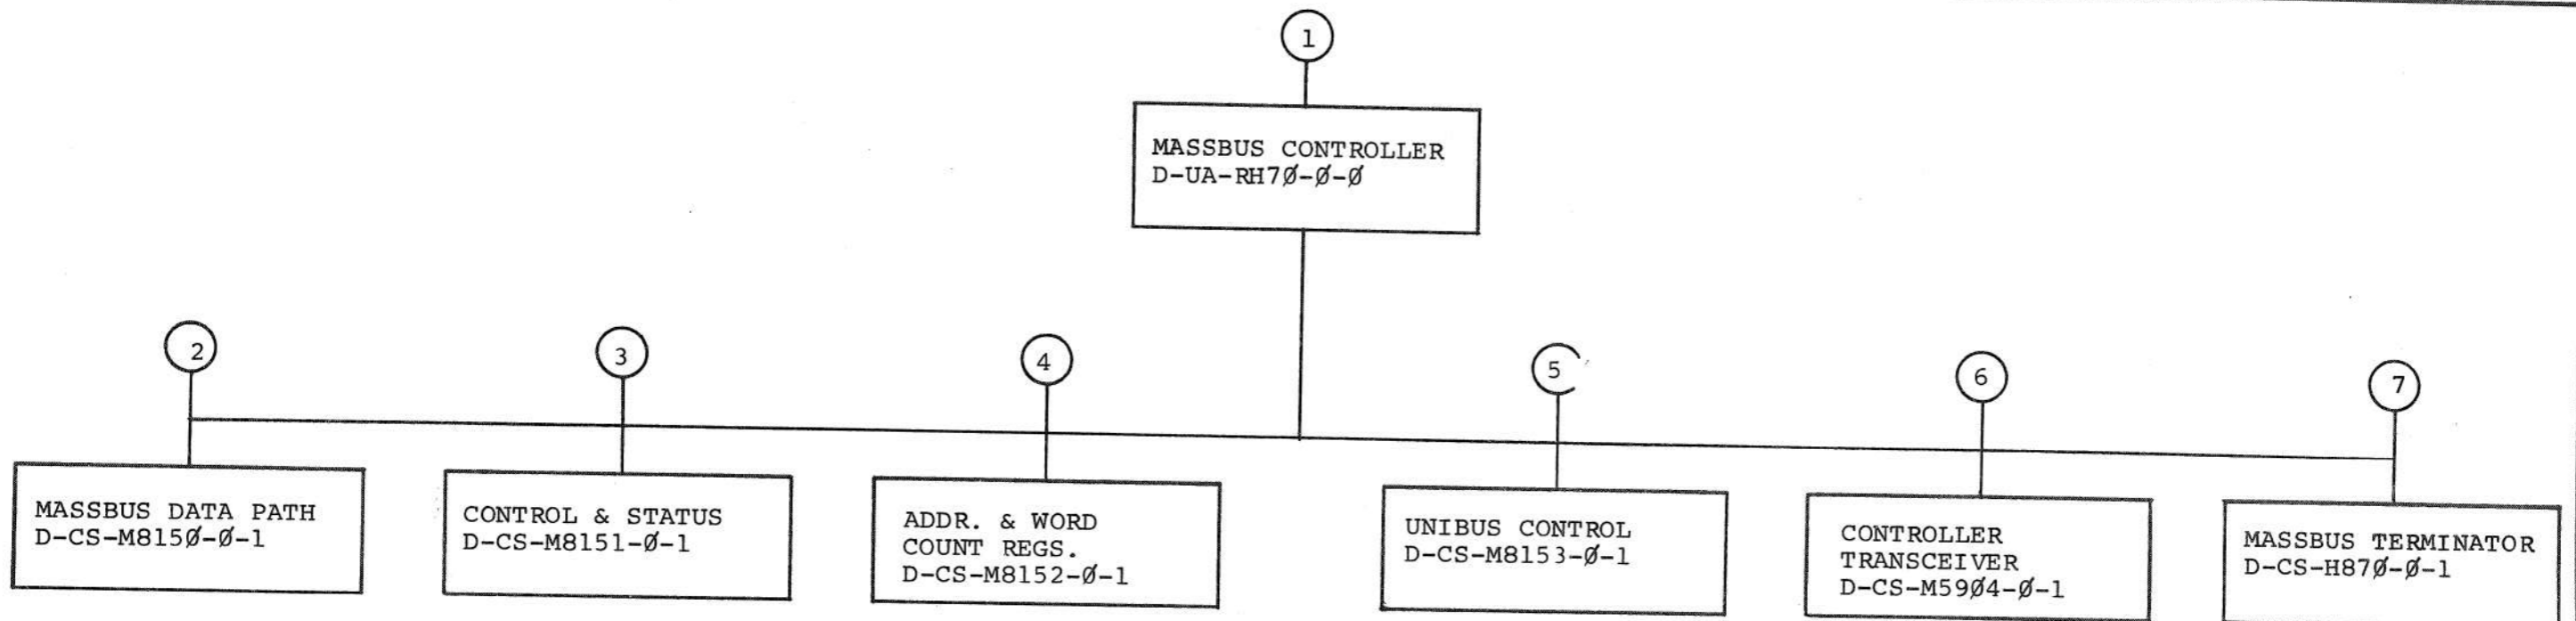 1
MASSBUS CONTROLLER
D-UA-RH7Ø-Ø-Ø
2
3
4
5
6
7
MASSBUS DATA PATH
D-CS-M815Ø-Ø-1
CONTROL & STATUS
D-CS-M8151-Ø-1
ADDR. & WORD
COUNT REGS.
D-CS-M8152-Ø-1
UNIBUS CONTROL
D-CS-M8153-Ø-1
CONTROLLER
TRANSCEIVER
D-CS-M59Ø4-Ø-1
MASSBUS TERMINATOR
D-CS-H87Ø-Ø-1